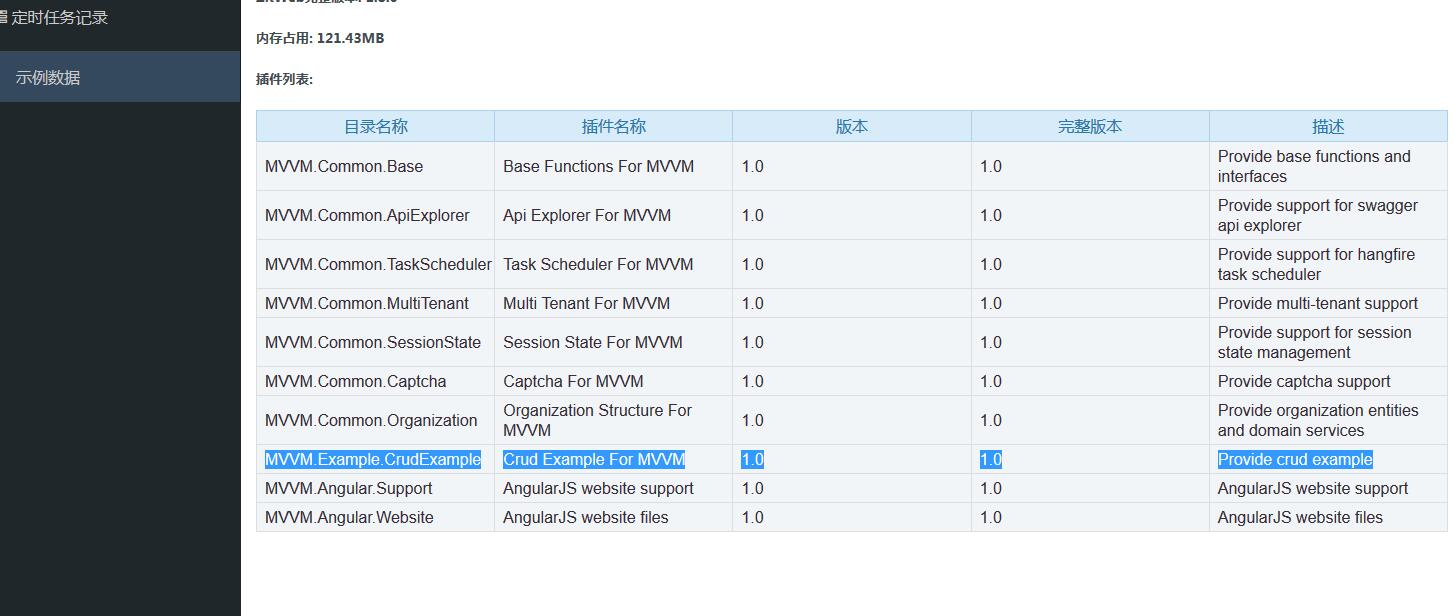 定时任务记录
示例数据
内存占用: 121.43MB
插件列表:
目录名称 插件名称 版本 完整版本 描述
MVVM.Common.Base Base Functions For MVVM 1.0 1.0 Provide base functions and
interfaces
MVVM.Common.ApiExplorer Api Explorer For MVVM 1.0 1.0 Provide support for swagger
api explorer
MVVM.Common.TaskScheduler Task Scheduler For MVVM 1.0 1.0 Provide support for hangfire
task scheduler
MVVM.Common.MultiTenant Multi Tenant For MVVM 1.0 1.0 Provide multi-tenant support
MVVM.Common.SessionState Session State For MVVM 1.0 1.0 Provide support for session
state management
MVVM.Common.Captcha Captcha For MVVM 1.0 1.0 Provide captcha support
MVVM.Common.Organization Organization Structure For
MVVM 1.0 1.0 Provide organization entities
and domain services
MVVM.Example.CrudExample Crud Example For MVVM 1.0 1.0 Provide crud example
MVVM.Angular.Support AngularJS website support 1.0 1.0 AngularJS website support
MVVM.Angular.Website AngularJS website files 1.0 1.0 AngularJS website files